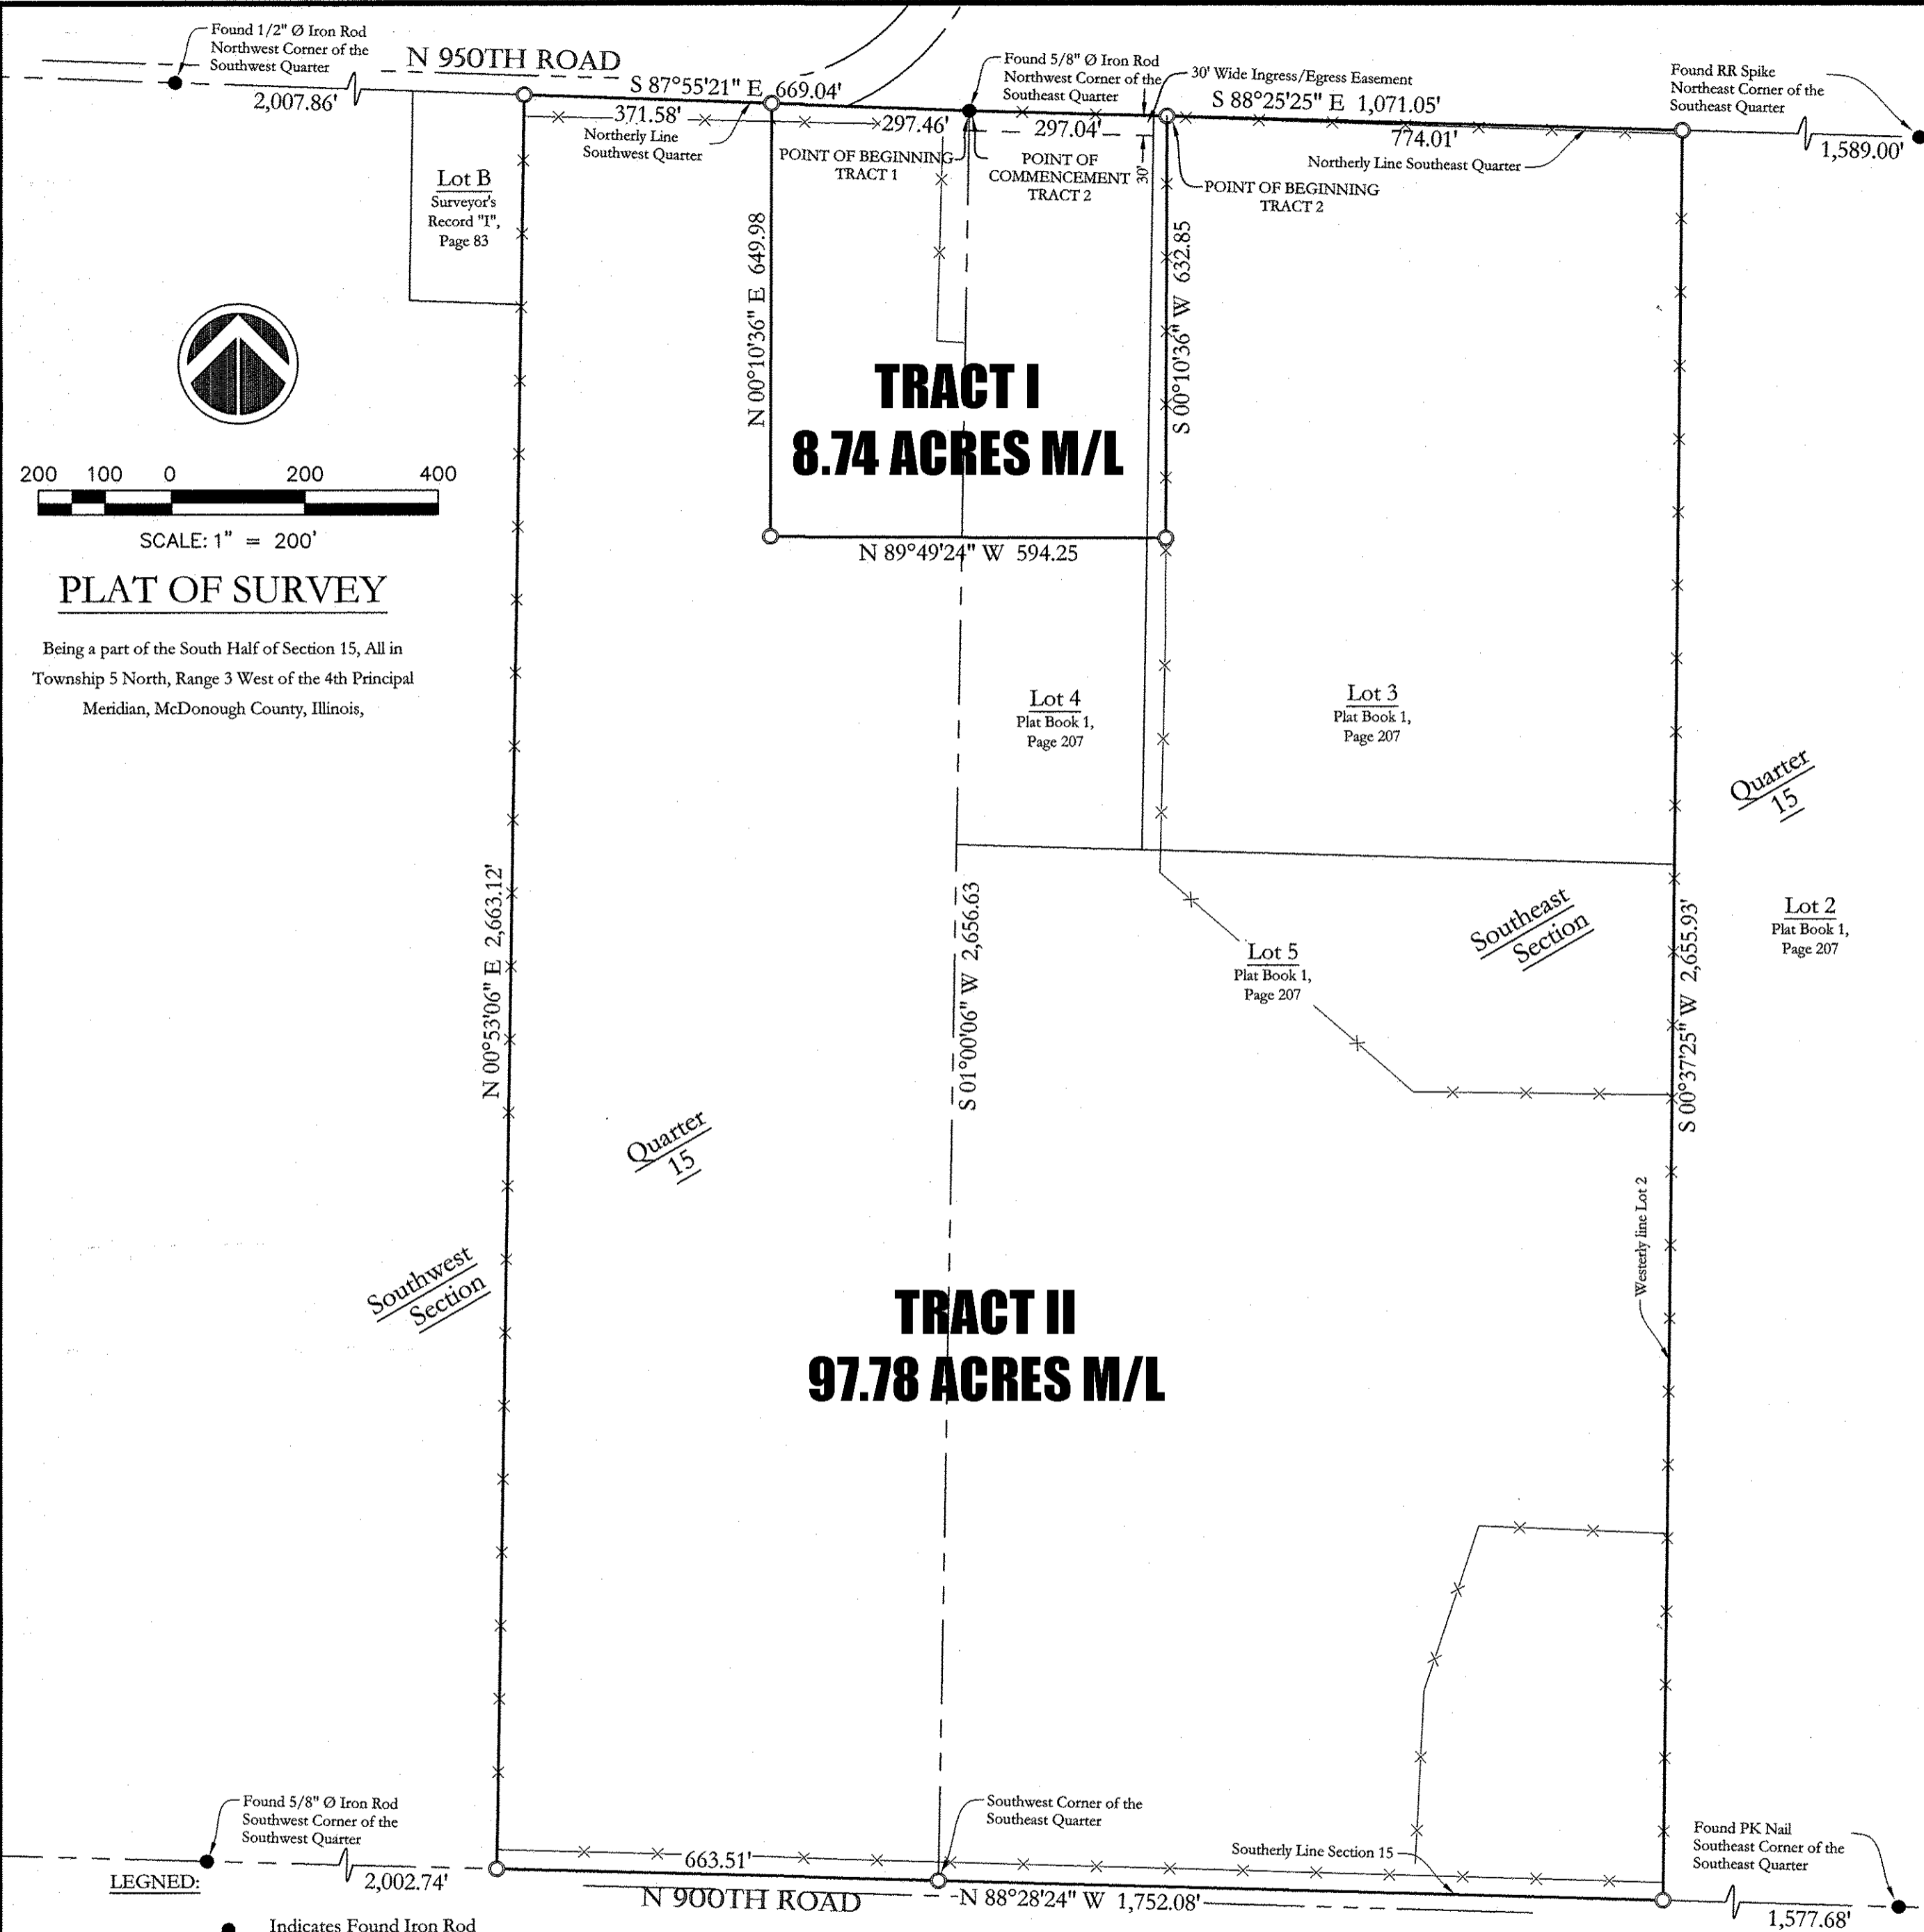 Found 1/2" Ø Iron Rod
Northwest Corner of the
Southwest Quarter
N 950TH ROAD
2,007.86'
S 87°55'21" E 669.04'
371.58'
Northerly Line
Southwest Quarter
297.46'
POINT OF BEGINNING
TRACT 1
Found 5/8" Ø Iron Rod
Northwest Corner of the
Southeast Quarter
297.04'
POINT OF
COMMENCEMENT
TRACT 2
30' Wide Ingress/Egress Easement
30'
S 88°25'25" E 1,071.05'
774.01'
Northerly Line Southeast Quarter
POINT OF BEGINNING
TRACT 2
Found RR Spike
Northeast Corner of the
Southeast Quarter
1,589.00'
Lot B
Surveyor's
Record "I",
Page 83
N 00°10'36" E 649.98
S 00°10'36" W 632.85
TRACT I
8.74 ACRES M/L
N 89°49'24" W 594.25
200 100 0 200 400
SCALE: 1" = 200'
PLAT OF SURVEY
Being a part of the South Half of Section 15, All in
Township 5 North, Range 3 West of the 4th Principal
Meridian, McDonough County, Illinois,
Lot 4
Plat Book 1,
Page 207
Lot 3
Plat Book 1,
Page 207
Quarter
15
N 00°53'06" E 2,663.12'
S 01°00'06" W 2,656.63
Lot 5
Plat Book 1,
Page 207
Southeast
Section
S 00°37'25" W 2,655.93'
Lot 2
Plat Book 1,
Page 207
Quarter
15
Westerly line Lot 2
Southwest
Section
TRACT II
97.78 ACRES M/L
Found 5/8" Ø Iron Rod
Southwest Corner of the
Southwest Quarter
2,002.74'
663.51'
Southwest Corner of the
Southeast Quarter
Southerly Line Section 15
Found PK Nail
Southeast Corner of the
Southeast Quarter
N 900TH ROAD
N 88°28'24" W 1,752.08'
1,577.68'
LEGNED:
Indicates Found Iron Rod